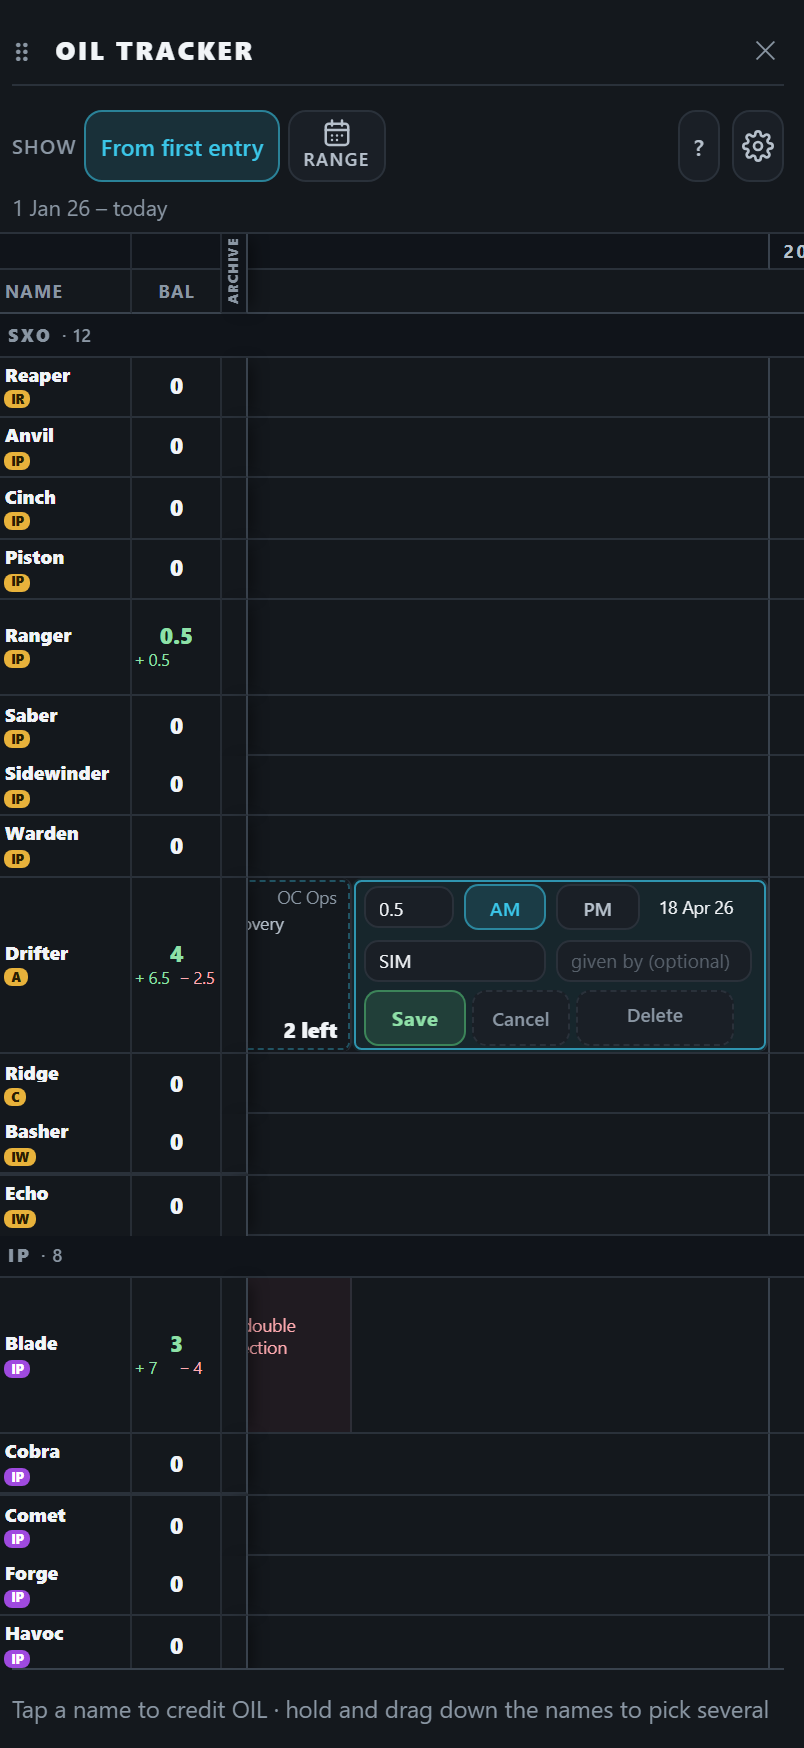 OIL TRACKER
SHOW From first entry RANGE ?
1 Jan 26 – today
ARCHIVE
NAME BAL
SXO · 12
Reaper
IR
0
Anvil
IP
0
Cinch
IP
0
Piston
IP
0
Ranger
IP
0.5
+ 0.5
Saber
IP
0
Sidewinder
IP
0
Warden
IP
0
Drifter
A
4
+ 6.5 – 2.5
OC Ops
2 left
0.5 AM PM 18 Apr 26
SIM given by (optional)
Save Cancel Delete
Ridge
C
0
Basher
IW
0
Echo
IW
0
IP · 8
Blade
IP
3
+ 7 – 4
Cobra
IP
0
Comet
IP
0
Forge
IP
0
Havoc
IP
0
Tap a name to credit OIL · hold and drag down the names to pick several